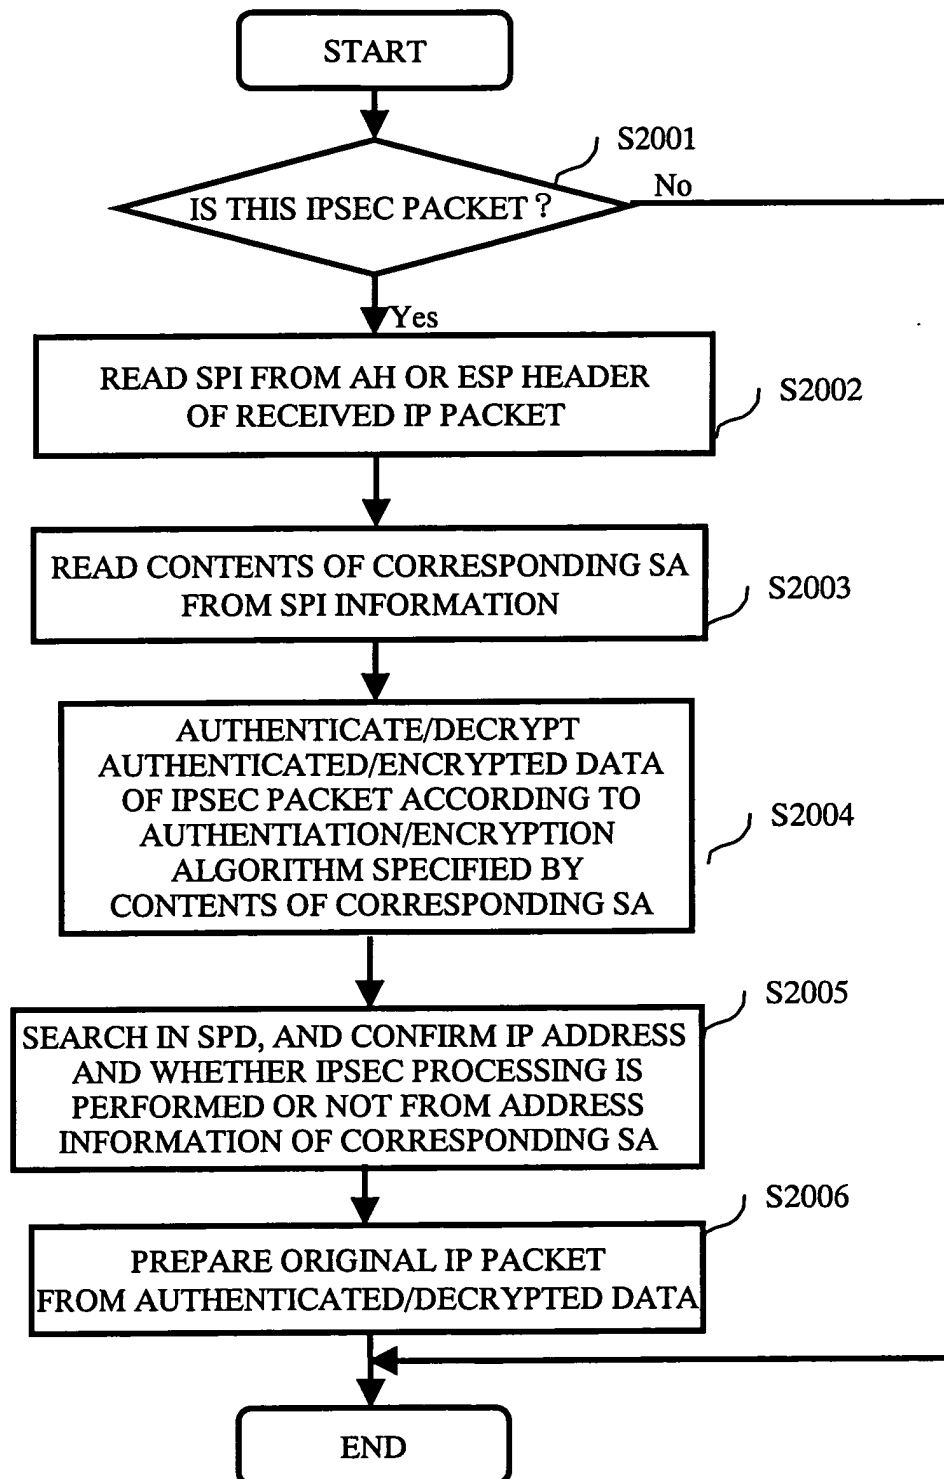 START
S2001
IS THIS IPSEC PACKET?
No
Yes
READ SPI FROM AH OR ESP HEADER
OF RECEIVED IP PACKET
S2002
READ CONTENTS OF CORRESPONDING SA
FROM SPI INFORMATION
S2003
AUTHENTICATE/DECRYPT
AUTHENTICATED/ENCRYPTED DATA
OF IPSEC PACKET ACCORDING TO
AUTHENTIATION/ENCRYPTION
ALGORITHM SPECIFIED BY
CONTENTS OF CORRESPONDING SA
S2004
S2005
SEARCH IN SPD, AND CONFIRM IP ADDRESS
AND WHETHER IPSEC PROCESSING IS
PERFORMED OR NOT FROM ADDRESS
INFORMATION OF CORRESPONDING SA
S2006
PREPARE ORIGINAL IP PACKET
FROM AUTHENTICATED/DECRYPTED DATA
END